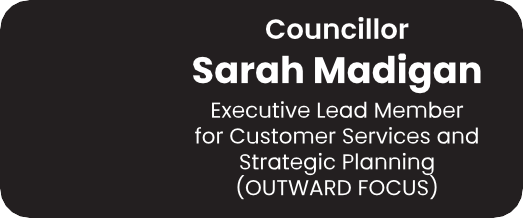 Councillor
Sarah Madigan
Executive Lead Member
for Customer Services and
Strategic Planning
(OUTWARD FOCUS)